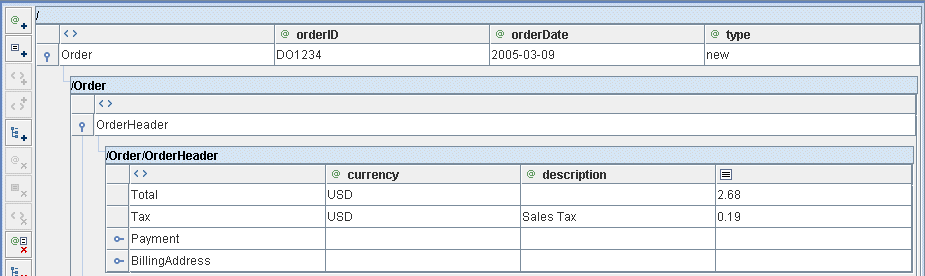 /
<> @ orderID @ orderDate @ type
Order DO1234 2005-03-09 new
/Order
<>
OrderHeader
/Order/OrderHeader
<> @ currency @ description
Total USD 2.68
Tax USD Sales Tax 0.19
Payment
BillingAddress